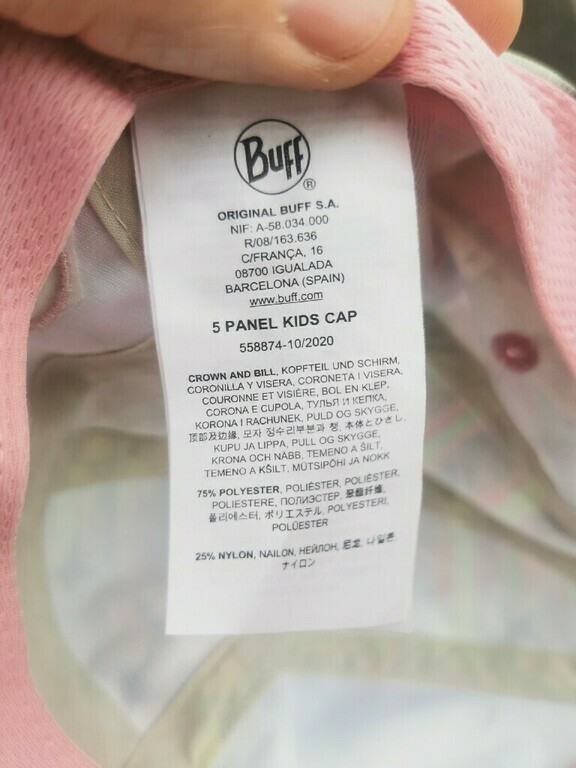 Buff
®
ORIGINAL BUFF S.A.
NIF: A-58.034.000
R/08/163.636
C/FRANÇA, 16
08700 IGUALADA
BARCELONA (SPAIN)
www.buff.com
5 PANEL KIDS CAP
558874-10/2020
CROWN AND BILL, KOPFTEIL UND SCHIRM,
CORONILLA Y VISERA, CORONETA I VISERA,
COURONNE ET VISIÈRE, BOL EN KLEP,
CORONA E CUPOLA, ТУЛЬЯ И КЕПКА,
KORONA I RACHUNEK, PULD OG SKYGGE,
顶部及边缘, 모자 정수리부분과 챙, 本体とひさし,
KUPU JA LIPPA, PULL OG SKYGGE,
KRONA OCH NÄBB, TEMENO A ŠILT,
TEMENO A KŠILT, MÜTSIPÕHI JA NOKK
75% POLYESTER, POLIÉSTER, POLIÈSTER,
POLIESTERE, ПОЛИЭСТЕР, 聚酯纤维,
폴리에스터, ポリエステル, POLYESTERI,
POLÜESTER
25% NYLON, NAILON, НЕЙЛОН, 尼龙, 나일론,
ナイロン